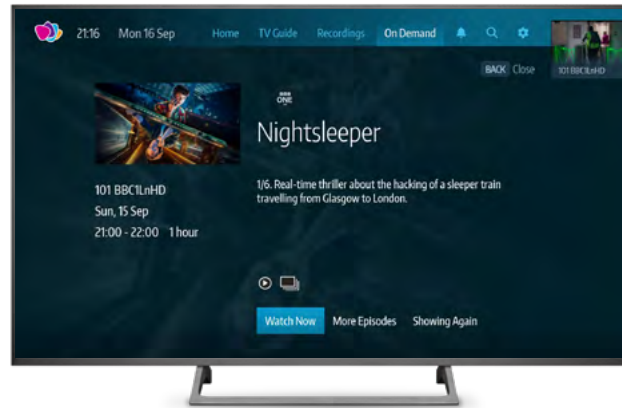 21:16 Mon 16 Sep Home TV Guide Recordings On Demand
BACK Close
101 BBC1LnHD
BBC
ONE
Nightsleeper
1/6. Real-time thriller about the hacking of a sleeper train
travelling from Glasgow to London.
101 BBC1LnHD
Sun, 15 Sep
21:00 - 22:00 1 hour
Watch Now More Episodes Showing Again